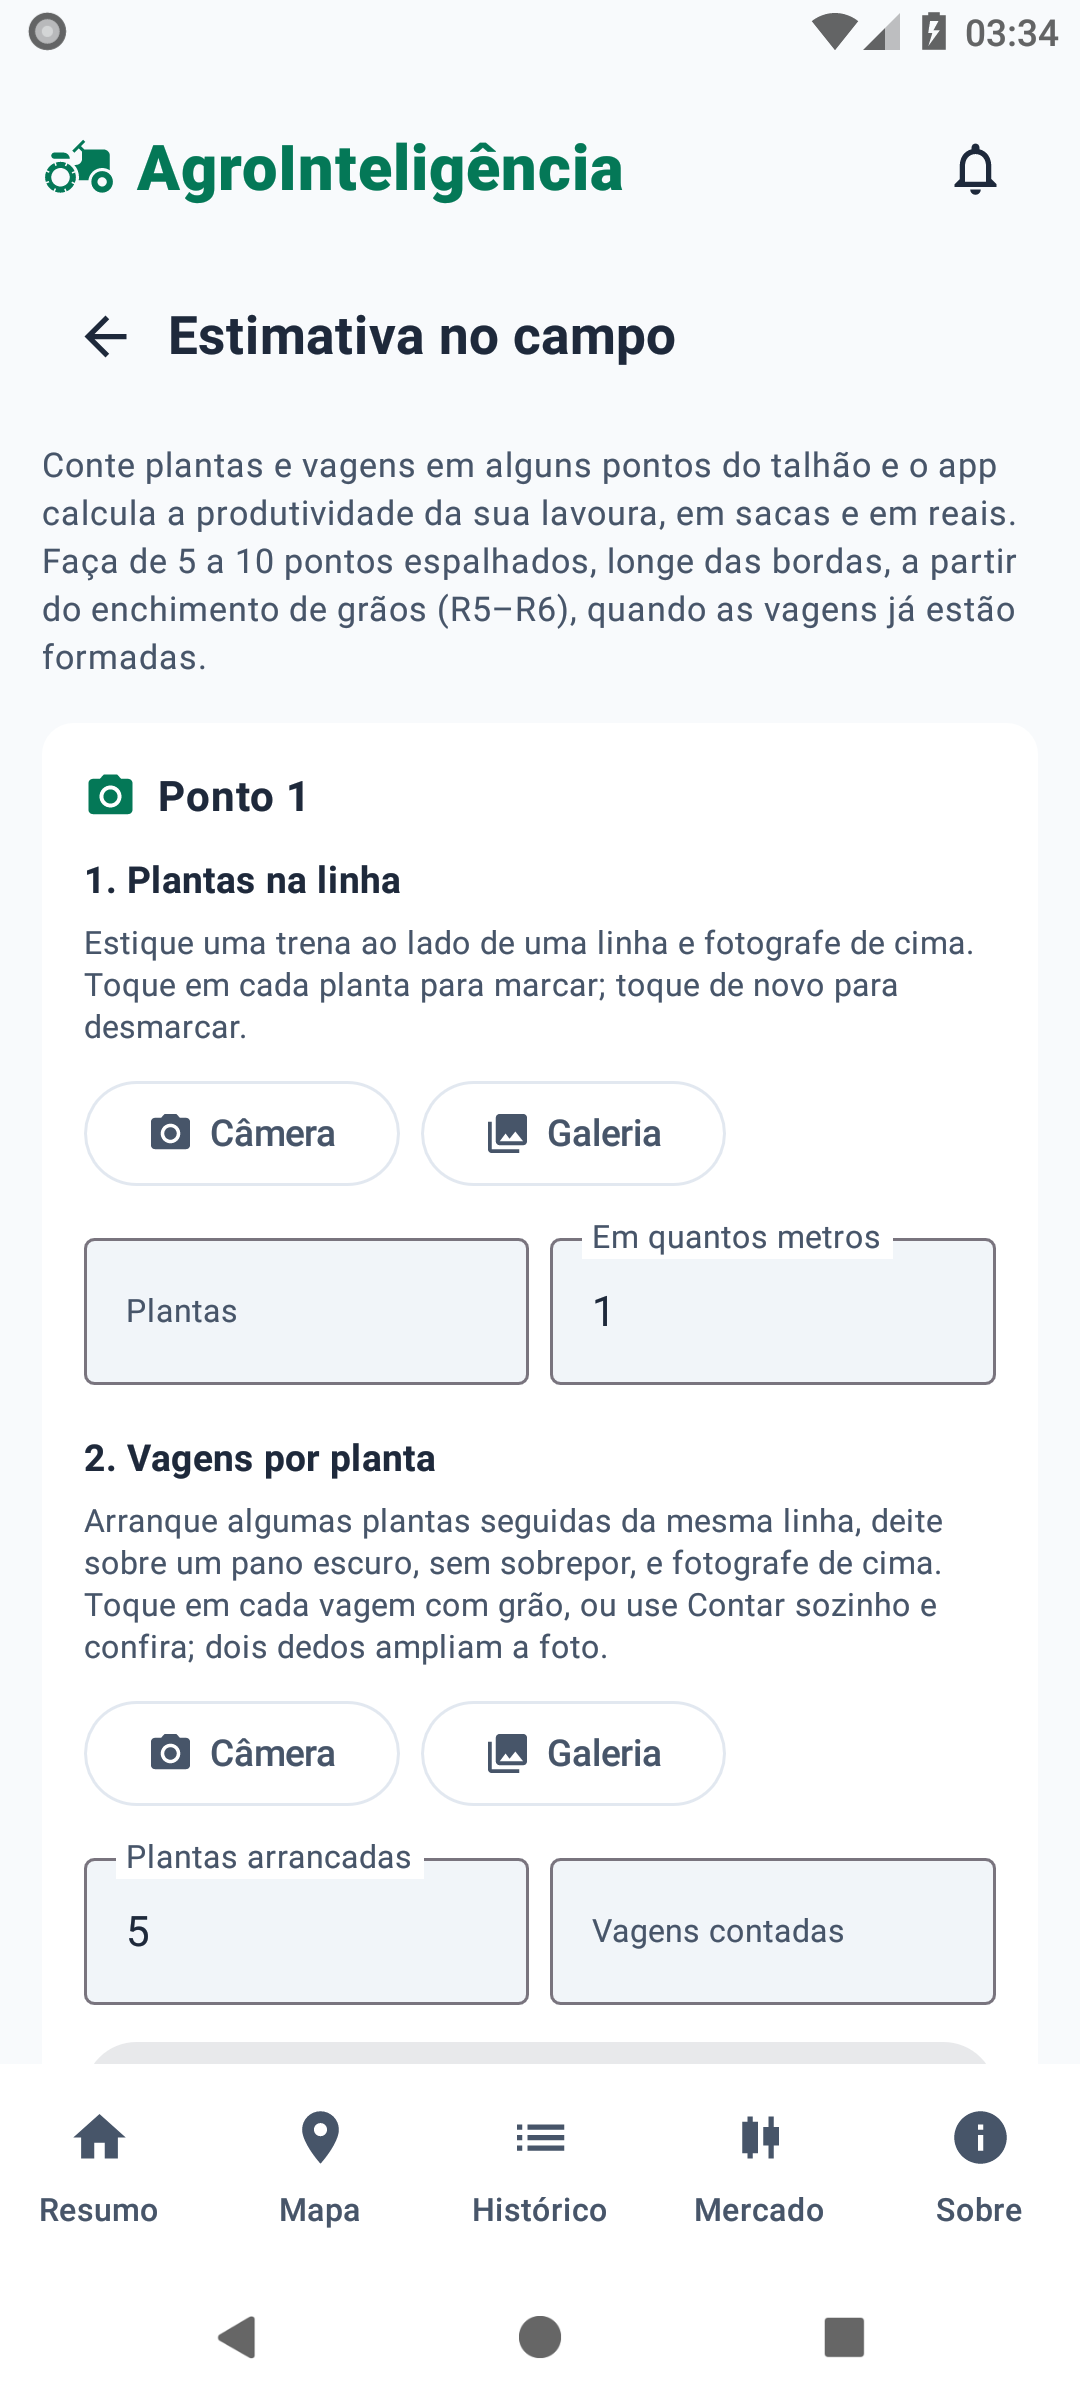 03:34
AgroInteligência
Estimativa no campo
Conte plantas e vagens em alguns pontos do talhão e o app
calcula a produtividade da sua lavoura, em sacas e em reais.
Faça de 5 a 10 pontos espalhados, longe das bordas, a partir
do enchimento de grãos (R5–R6), quando as vagens já estão
formadas.
Ponto 1
1. Plantas na linha
Estique uma trena ao lado de uma linha e fotografe de cima.
Toque em cada planta para marcar; toque de novo para
desmarcar.
Câmera Galeria
Em quantos metros
Plantas 1
2. Vagens por planta
Arranque algumas plantas seguidas da mesma linha, deite
sobre um pano escuro, sem sobrepor, e fotografe de cima.
Toque em cada vagem com grão, ou use Contar sozinho e
confira; dois dedos ampliam a foto.
Câmera Galeria
Plantas arrancadas
5 Vagens contadas
Resumo Mapa Histórico Mercado Sobre